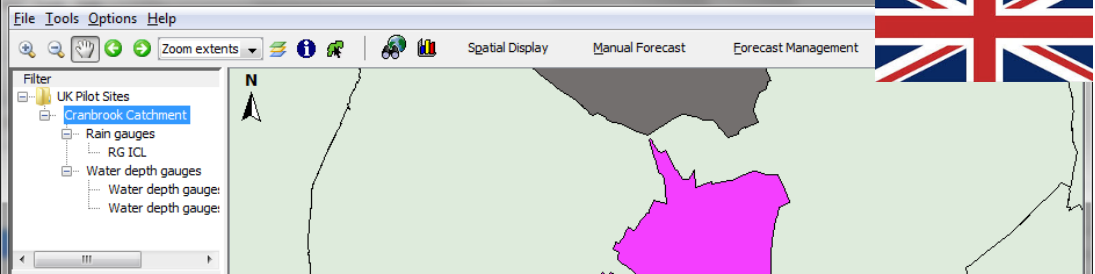 File Tools Options Help
Zoom extents Spatial Display Manual Forecast Forecast Management
Filter
UK Pilot Sites
Cranbrook Catchment
Rain gauges
RG ICL
Water depth gauges
Water depth gauges
Water depth gauges
N